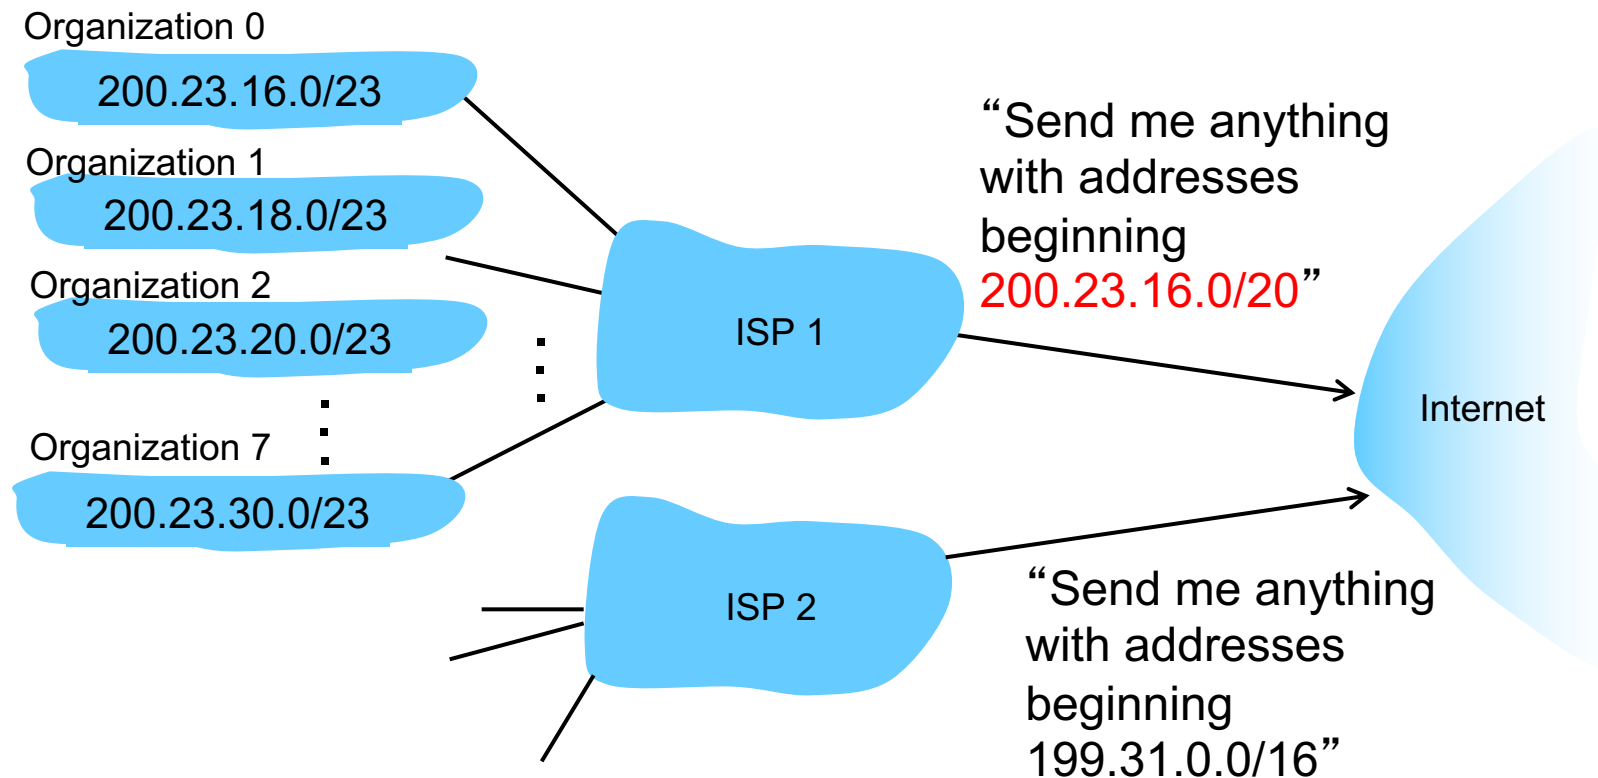 Organization 0
200.23.16.0/23
Organization 1
200.23.18.0/23
Organization 2
200.23.20.0/23
Organization 7
200.23.30.0/23
ISP 1
“Send me anything
with addresses
beginning
200.23.16.0/20”
Internet
ISP 2
“Send me anything
with addresses
beginning
199.31.0.0/16”